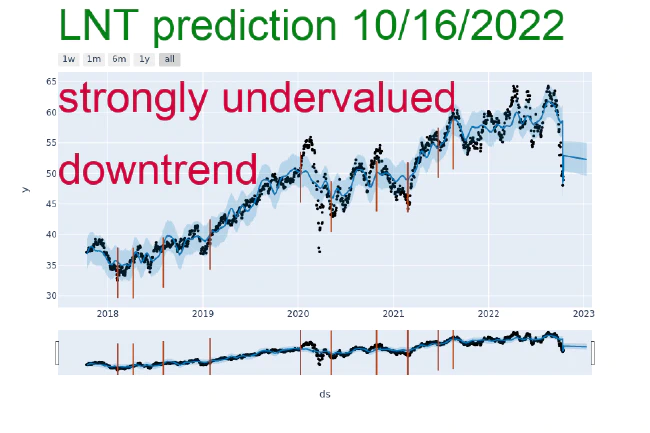 LNT prediction 10/16/2022
1w 1m 6m 1y all
strongly undervalued
downtrend
65
60
55
50
45
40
35
30
y
2018 2019 2020 2021 2022 2023
ds